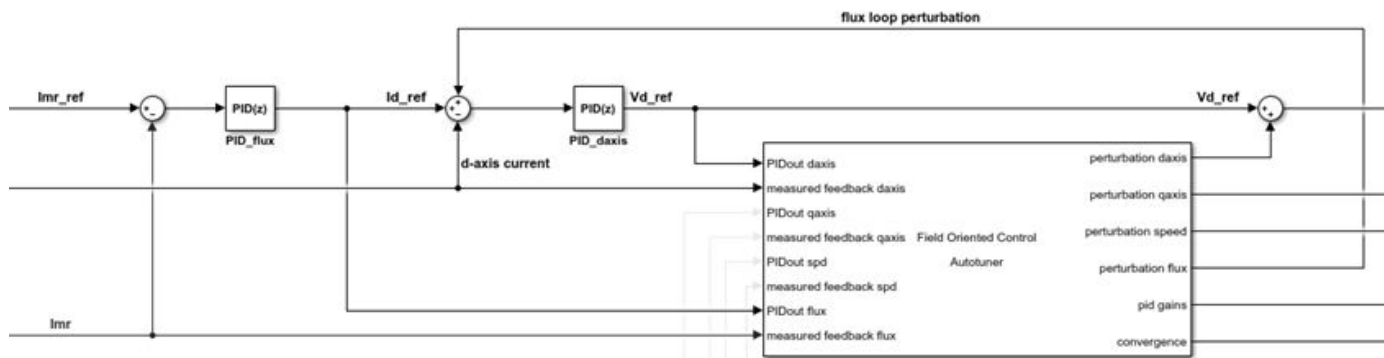 flux loop perturbation
Imr_ref
PID(z)
PID_flux
Id_ref
PID(z)
PID_daxis
Vd_ref
Vd_ref
d-axis current
Imr
PIDout daxis
measured feedback daxis
PIDout qaxis
measured feedback qaxis
PIDout spd
measured feedback spd
PIDout flux
measured feedback flux
Field Oriented Control
Autotuner
perturbation daxis
perturbation qaxis
perturbation speed
perturbation flux
pid gains
convergence